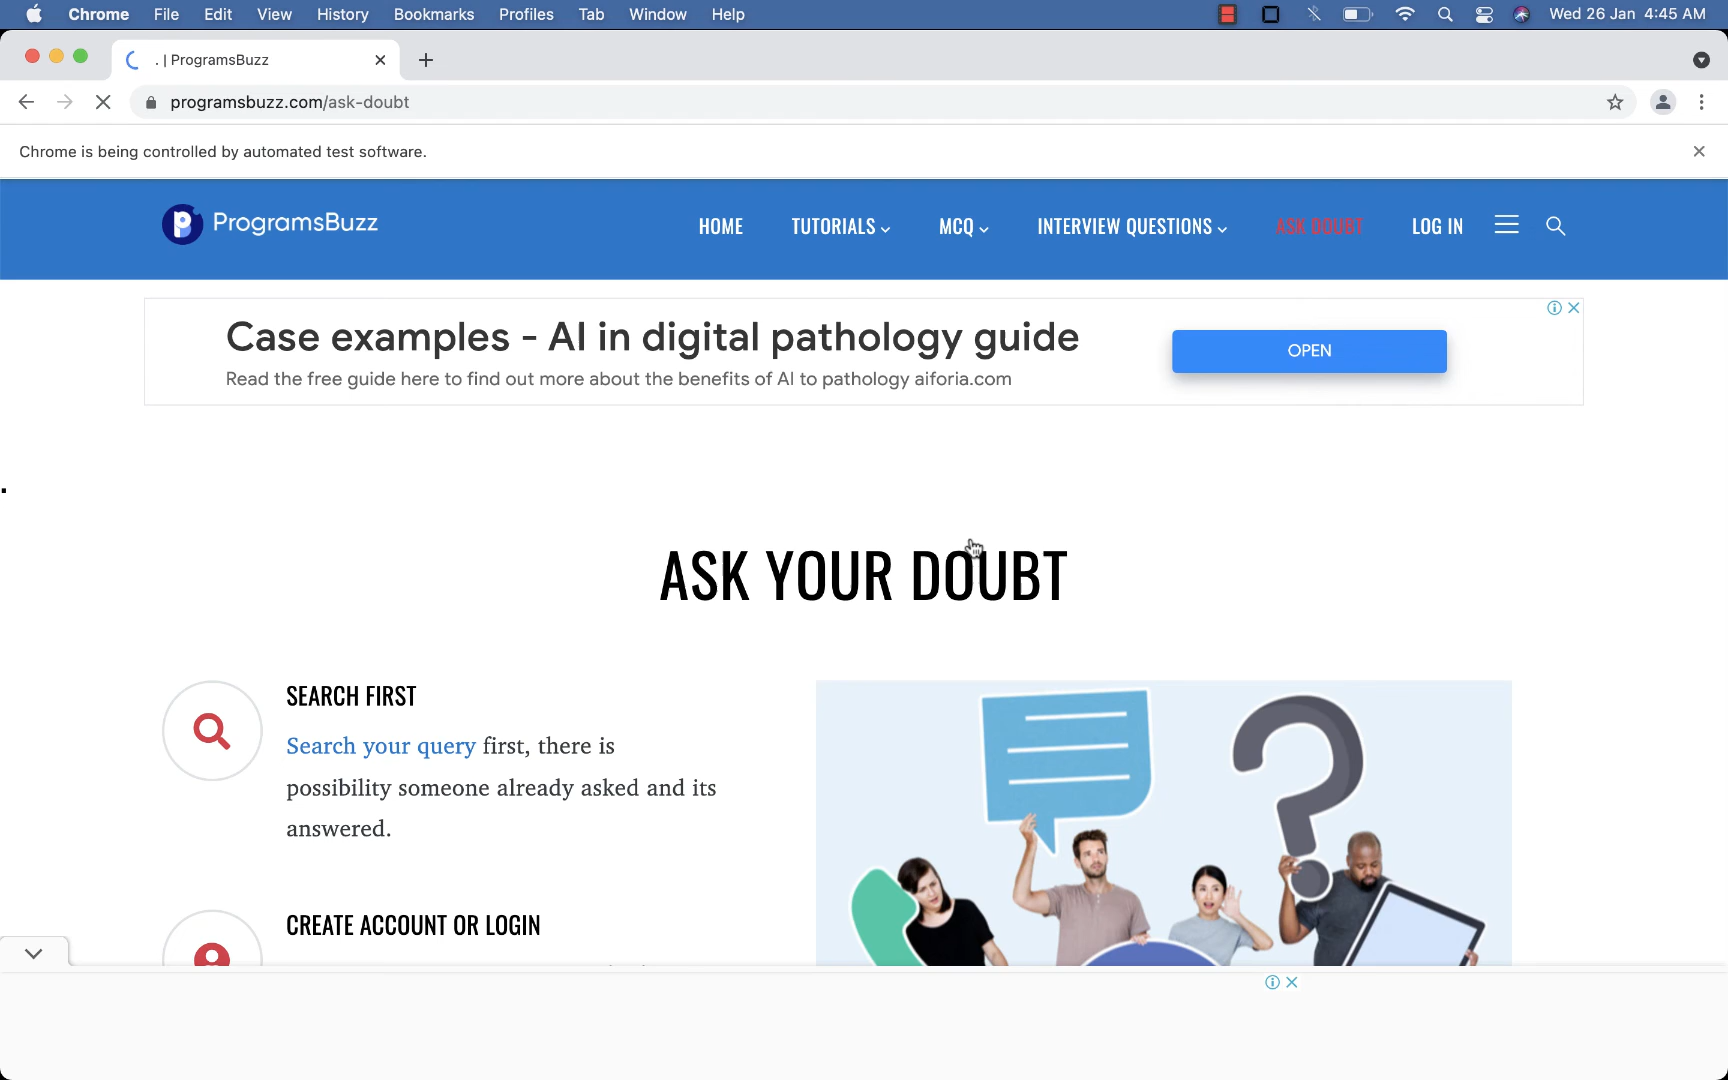 Chrome File Edit View History Bookmarks Profiles Tab Window Help Wed 26 Jan 4:45 AM
. | ProgramsBuzz
programsbuzz.com/ask-doubt
Chrome is being controlled by automated test software.
ProgramsBuzz HOME TUTORIALS MCQ INTERVIEW QUESTIONS ASK DOUBT LOG IN
Case examples - AI in digital pathology guide
Read the free guide here to find out more about the benefits of AI to pathology aiforia.com
OPEN
.
ASK YOUR DOUBT
SEARCH FIRST
Search your query first, there is
possibility someone already asked and its
answered.
CREATE ACCOUNT OR LOGIN